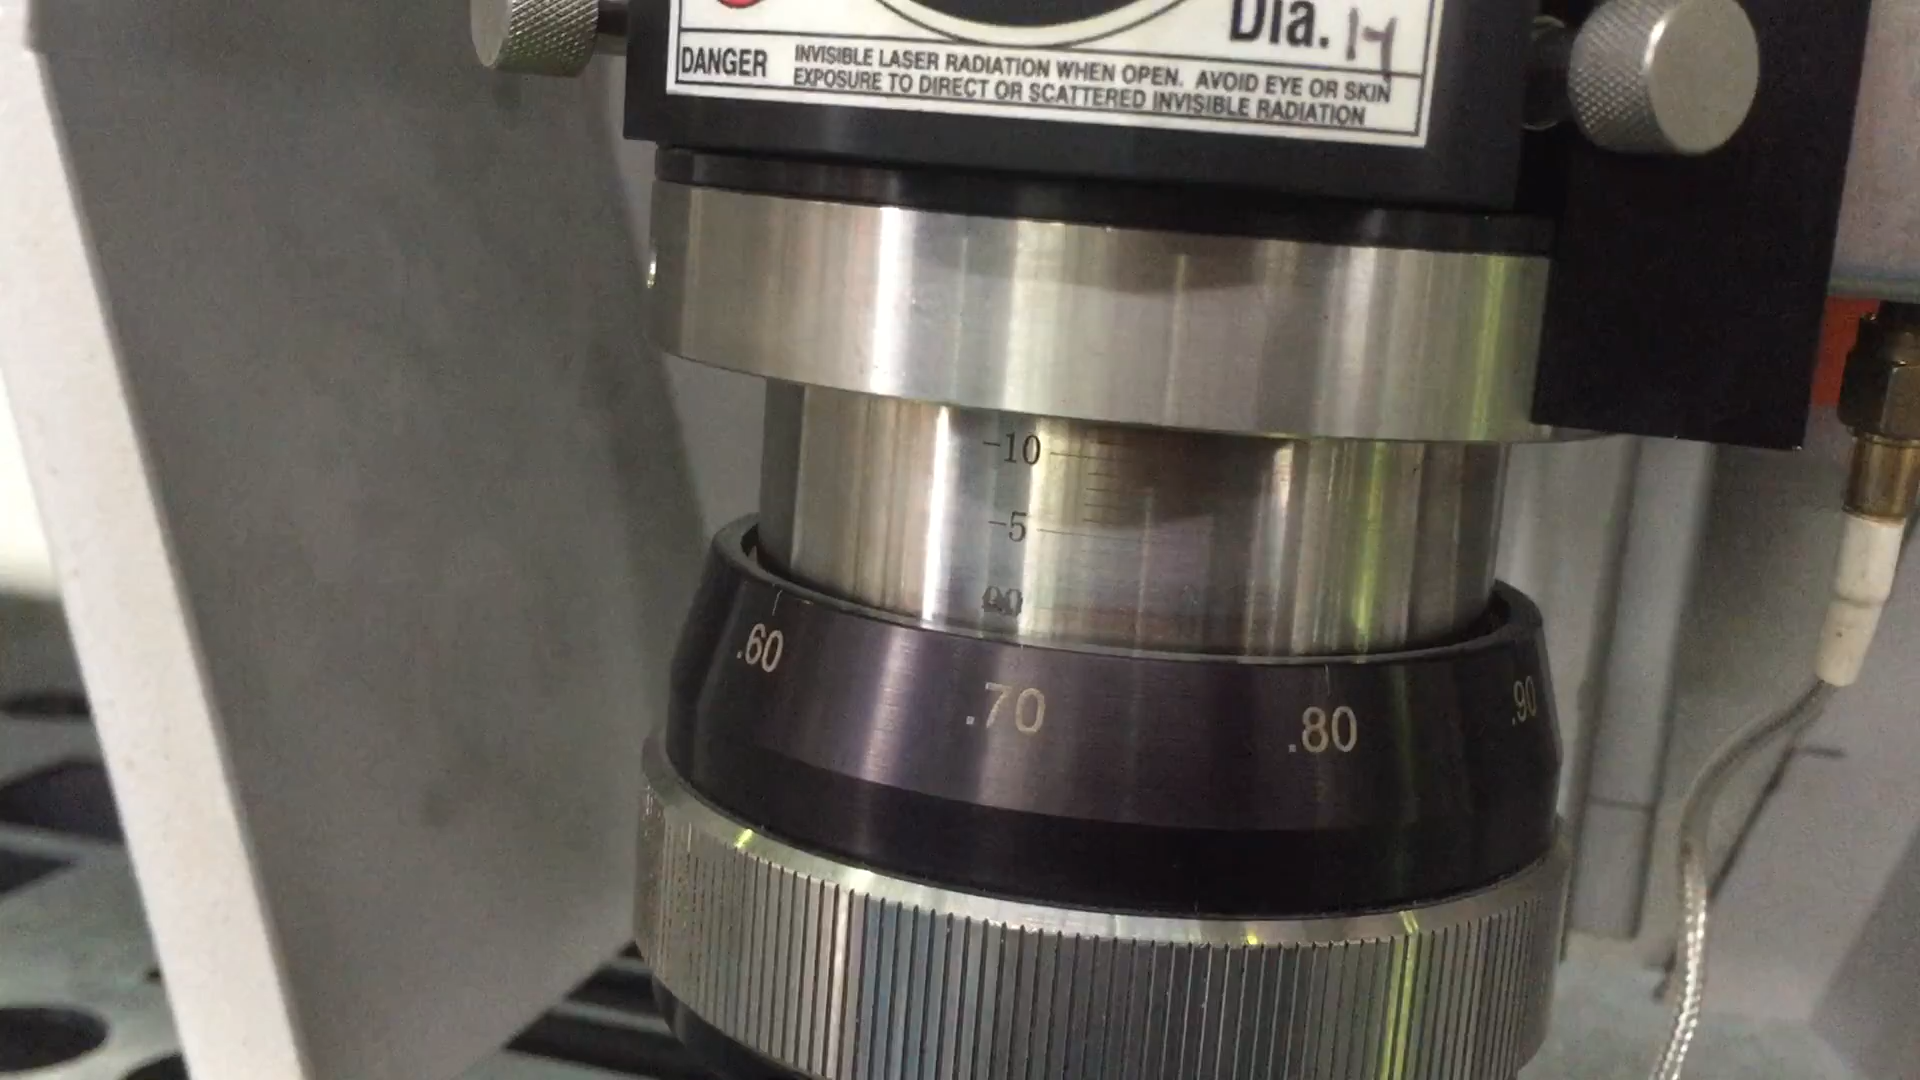 Dia. 14
DANGER
INVISIBLE LASER RADIATION WHEN OPEN. AVOID EYE OR SKIN
EXPOSURE TO DIRECT OR SCATTERED INVISIBLE RADIATION
-10
-5
.60 .70 .80 .90